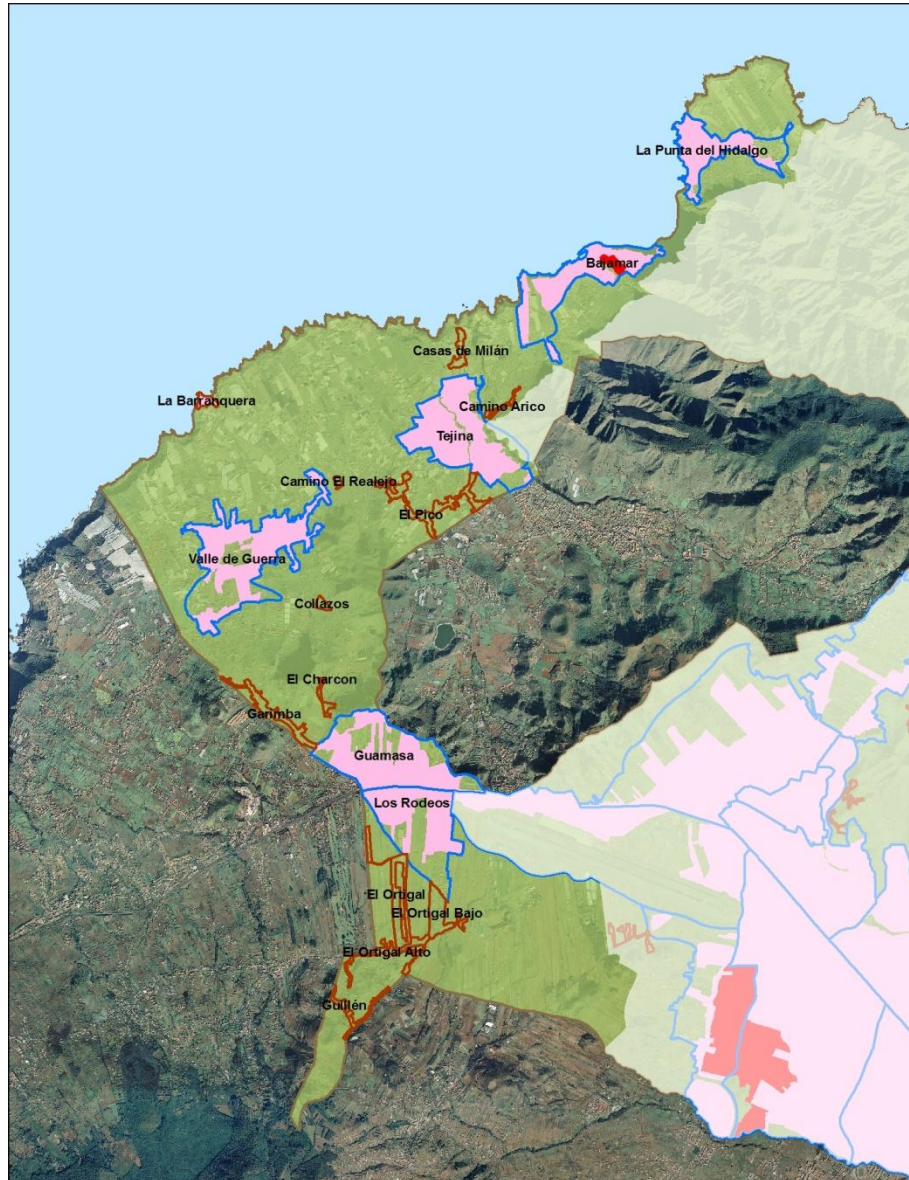 La Punta del Hidalgo
Bajamar
Casas de Milán
La Barranquera
Camino Arico
Tejina
Camino El Realejo
El Pico
Valle de Guerra
Collazos
El Charcon
Garimba
Guamasa
Los Rodeos
El Ortigal
El Ortigal Bajo
El Ortigal Alto
Guillén